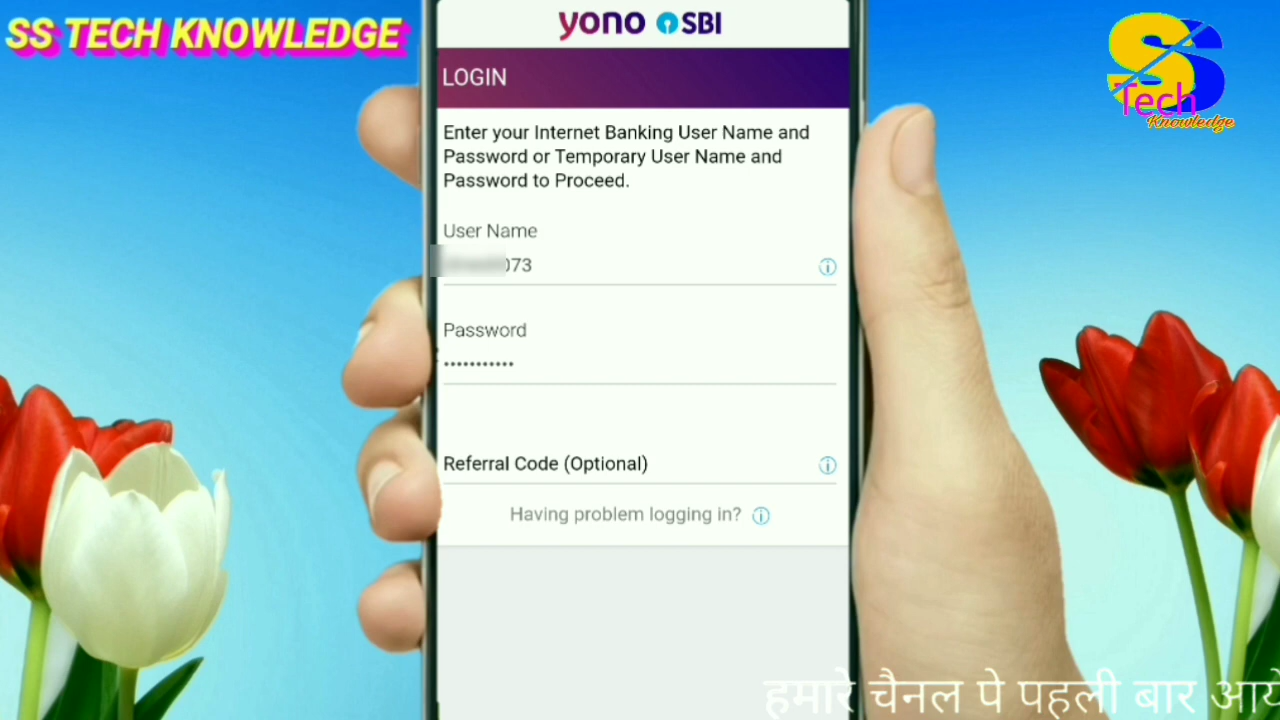 SS TECH KNOWLEDGE
SS
Tech
Knowledge
yono SBI
LOGIN
Enter your Internet Banking User Name and
Password or Temporary User Name and
Password to Proceed.
User Name
073
Password
•••••••••••
Referral Code (Optional)
Having problem logging in?
हमारे चैनल पे पहली बार आये